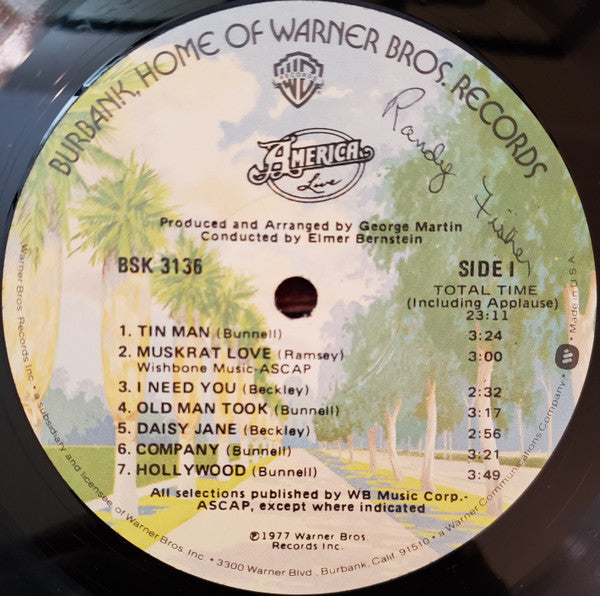 BURBANK, HOME OF WARNER BROS. RECORDS
WB
RECORDS
AMERICA
Live
Randy Fisher
Produced and Arranged by George Martin
Conducted by Elmer Bernstein
BSK 3136
SIDE I
TOTAL TIME
(Including Applause)
23:11
1. TIN MAN (Bunnell) 3:24
2. MUSKRAT LOVE (Ramsey) 3:00
Wishbone Music-ASCAP
3. I NEED YOU (Beckley) 2:32
4. OLD MAN TOOK (Bunnell) 3:17
5. DAISY JANE (Beckley) 2:56
6. COMPANY (Bunnell) 3:21
7. HOLLYWOOD (Bunnell) 4:49
All selections published by WB Music Corp.-
ASCAP, except where indicated
℗1977 Warner Bros.
Records Inc.
Warner Bros. Records Inc. • a subsidiary and licensee of Warner Bros. Inc. • 3300 Warner Blvd., Burbank, Calif. 91510 • a Warner Communications Company • Made in U.S.A.